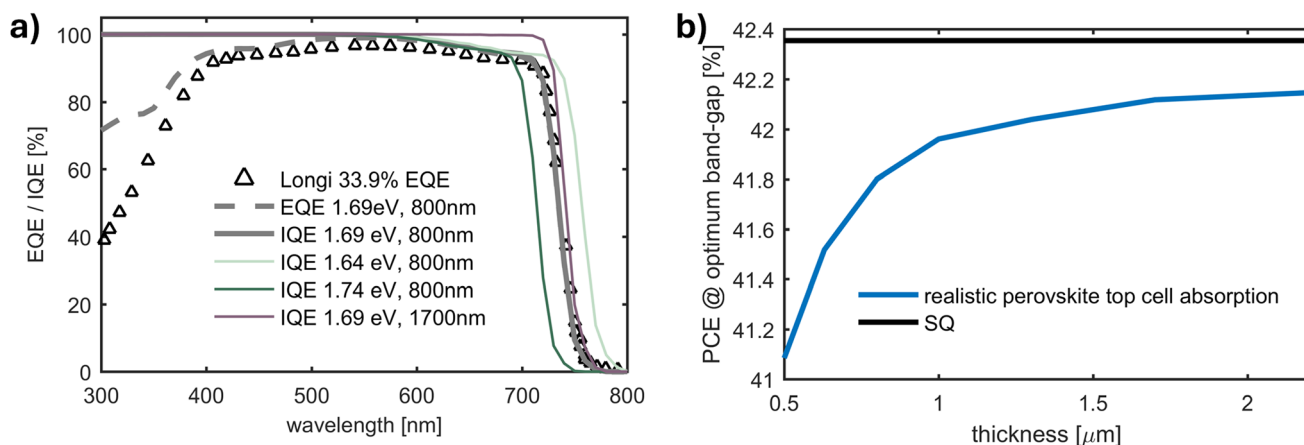 a)
EQE / IQE [%]
100
80
60
40
20
0
Longi 33.9% EQE
EQE 1.69eV, 800nm
IQE 1.69 eV, 800nm
IQE 1.64 eV, 800nm
IQE 1.74 eV, 800nm
IQE 1.69 eV, 1700nm
300 400 500 600 700 800
wavelength [nm]
b)
PCE @ optimum band-gap [%]
42.4
42.2
42
41.8
41.6
41.4
41.2
41
realistic perovskite top cell absorption
SQ
0.5 1 1.5 2
thickness [μm]